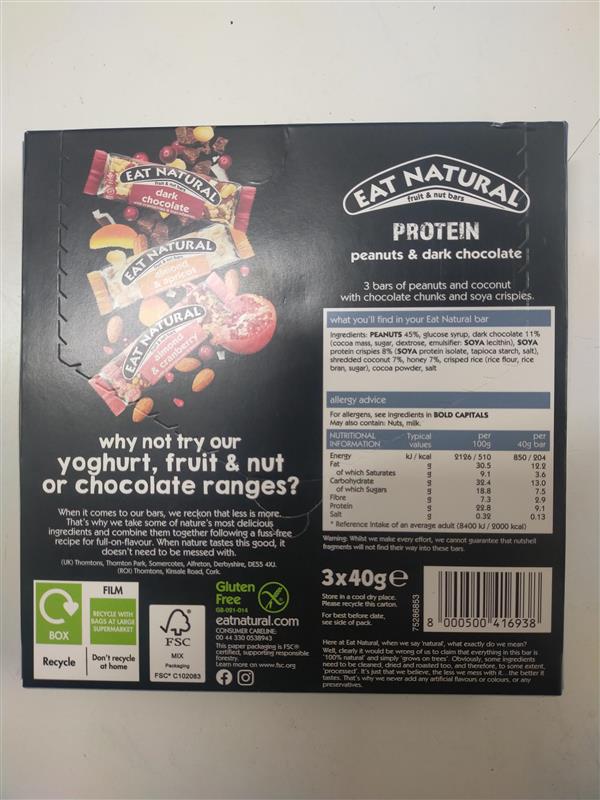 EAT NATURAL
fruit & nut bars
dark
chocolate
EAT NATURAL
almond
& apricot
EAT NATURAL
almond
& cranberry
why not try our
yoghurt, fruit & nut
or chocolate ranges?
When it comes to our bars, we reckon that less is more.
That's why we take some of nature's most delicious
ingredients and combine them together following a fuss-free
recipe for full-on-flavour. When nature tastes this good, it
doesn't need to be messed with.
(UK) Thorntons, Thornton Park, Somercotes, Alfreton, Derbyshire, DE55 4XJ.
(ROI) Thorntons, Kinsale Road, Cork.
BOX
Recycle
FILM
RECYCLE WITH
BAGS AT LARGE
SUPERMARKET
Don't recycle
at home
FSC
MIX
Packaging
FSC® C102083
Gluten
Free
GB-091-014
eatnatural.com
CONSUMER CARELINE:
00 44 330 0538943
This paper packaging is FSC®
certified, supporting responsible
forestry.
Learn more on www.fsc.org
EAT NATURAL
fruit & nut bars
PROTEIN
peanuts & dark chocolate
3 bars of peanuts and coconut
with chocolate chunks and soya crispies.
what you'll find in your Eat Natural bar
Ingredients: PEANUTS 45%, glucose syrup, dark chocolate 11%
(cocoa mass, sugar, dextrose, emulsifier: SOYA lecithin), SOYA
protein crispies 8% (SOYA protein isolate, tapioca starch, salt),
shredded coconut 7%, honey 7%, crisped rice (rice flour, rice
bran, sugar), cocoa powder, salt
allergy advice
For allergens, see ingredients in BOLD CAPITALS
May also contain: Nuts, milk.
NUTRITIONAL INFORMATION Typical values per 100g per 40g bar
Energy kJ / kcal 2126 / 510 850 / 204
Fat g 30.5 12.2
of which Saturates g 9.1 3.6
Carbohydrate g 32.4 13.0
of which Sugars g 18.8 7.5
Fibre g 7.3 2.9
Protein g 22.8 9.1
Salt g 0.32 0.13
* Reference intake of an average adult (8400 kJ / 2000 kcal)
Warning: Whilst we make every effort, we cannot guarantee that nutshell
fragments will not find their way into these bars.
3x40g e
Store in a cool dry place.
Please recycle this carton.
For best before date,
see side of pack.
75286853
8 000500 416938
Here at Eat Natural, when we say 'natural', what exactly do we mean?
Well, clearly it would be wrong of us to claim that everything in this bar is
'100% natural' and simply 'grows on trees'. Obviously, some ingredients
need to be cleaned, dried and roasted too, and therefore, to some extent,
'processed'. It's just that we believe, the less we mess with it... the better it
tastes. That's why we never add any artificial flavours or colours, or any
preservatives.